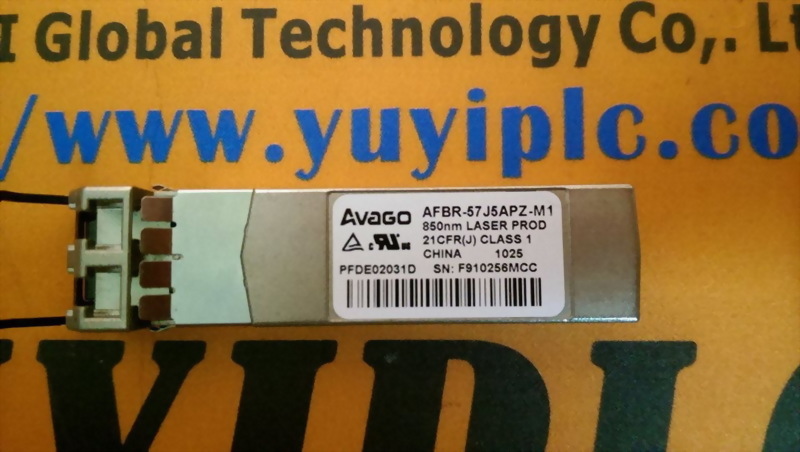 I Global Technology Co,. Lt
/www.yuyiplc.co
AVAGO AFBR-57J5APZ-M1
850nm LASER PROD
21CFR(J) CLASS 1
CHINA 1025
PFDE02031D SN: F910256MCC